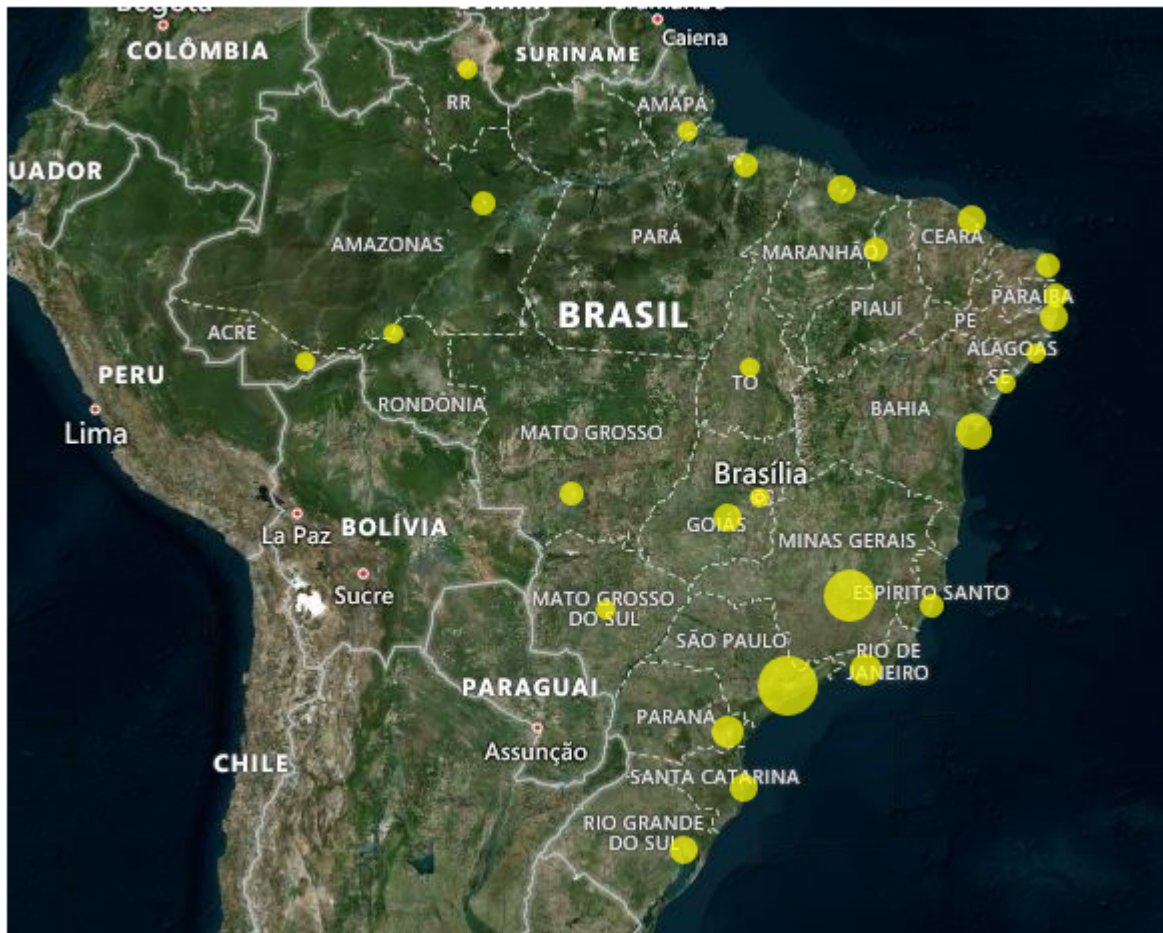 COLÔMBIA
SURINAME
Caiena
RR
AMAPÁ
UADOR
AMAZONAS
PARÁ
MARANHÃO
CEARÁ
BRASIL
PIAUÍ
PARAÍBA
PE
ACRE
ALAGOAS
PERU
TO
SE
Lima
RONDÔNIA
MATO GROSSO
BAHIA
Brasília
La Paz
BOLÍVIA
GOIÁS
MINAS GERAIS
Sucre
MATO GROSSO
DO SUL
ESPÍRITO SANTO
SÃO PAULO
RIO DE
JANEIRO
PARAGUAI
PARANÁ
Assunção
CHILE
SANTA CATARINA
RIO GRANDE
DO SUL